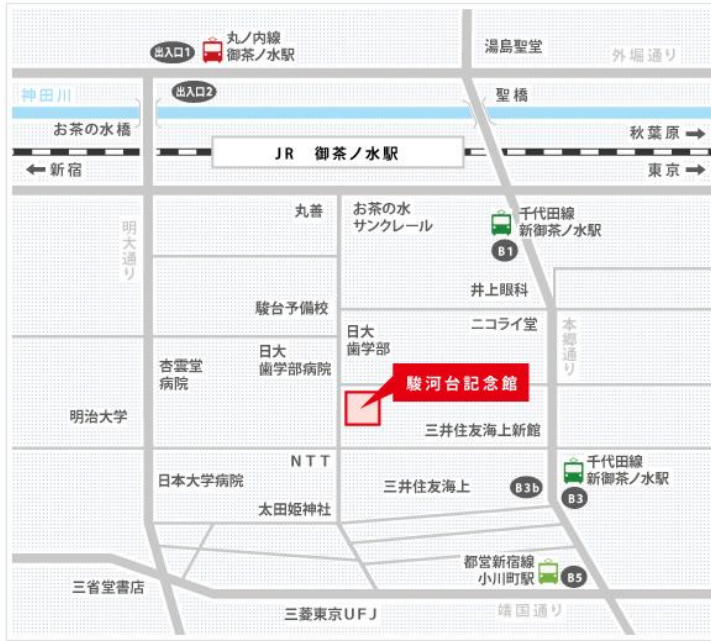 丸ノ内線
御茶ノ水駅
出入口1
湯島聖堂
外堀通り
神田川
出入口2
聖橋
お茶の水橋
秋葉原→
JR 御茶ノ水駅
←新宿
東京→
丸善
お茶の水
サンクレール
千代田線
新御茶ノ水駅
B1
明大通り
井上眼科
駿台予備校
ニコライ堂
本郷通り
日大
歯学部
日大
歯学部病院
杏雲堂
病院
駿河台記念館
明治大学
三井住友海上新館
NTT
日本大学病院
三井住友海上
B3b
千代田線
新御茶ノ水駅
B3
太田姫神社
都営新宿線
小川町駅
B5
三省堂書店
三菱東京UFJ
靖国通り